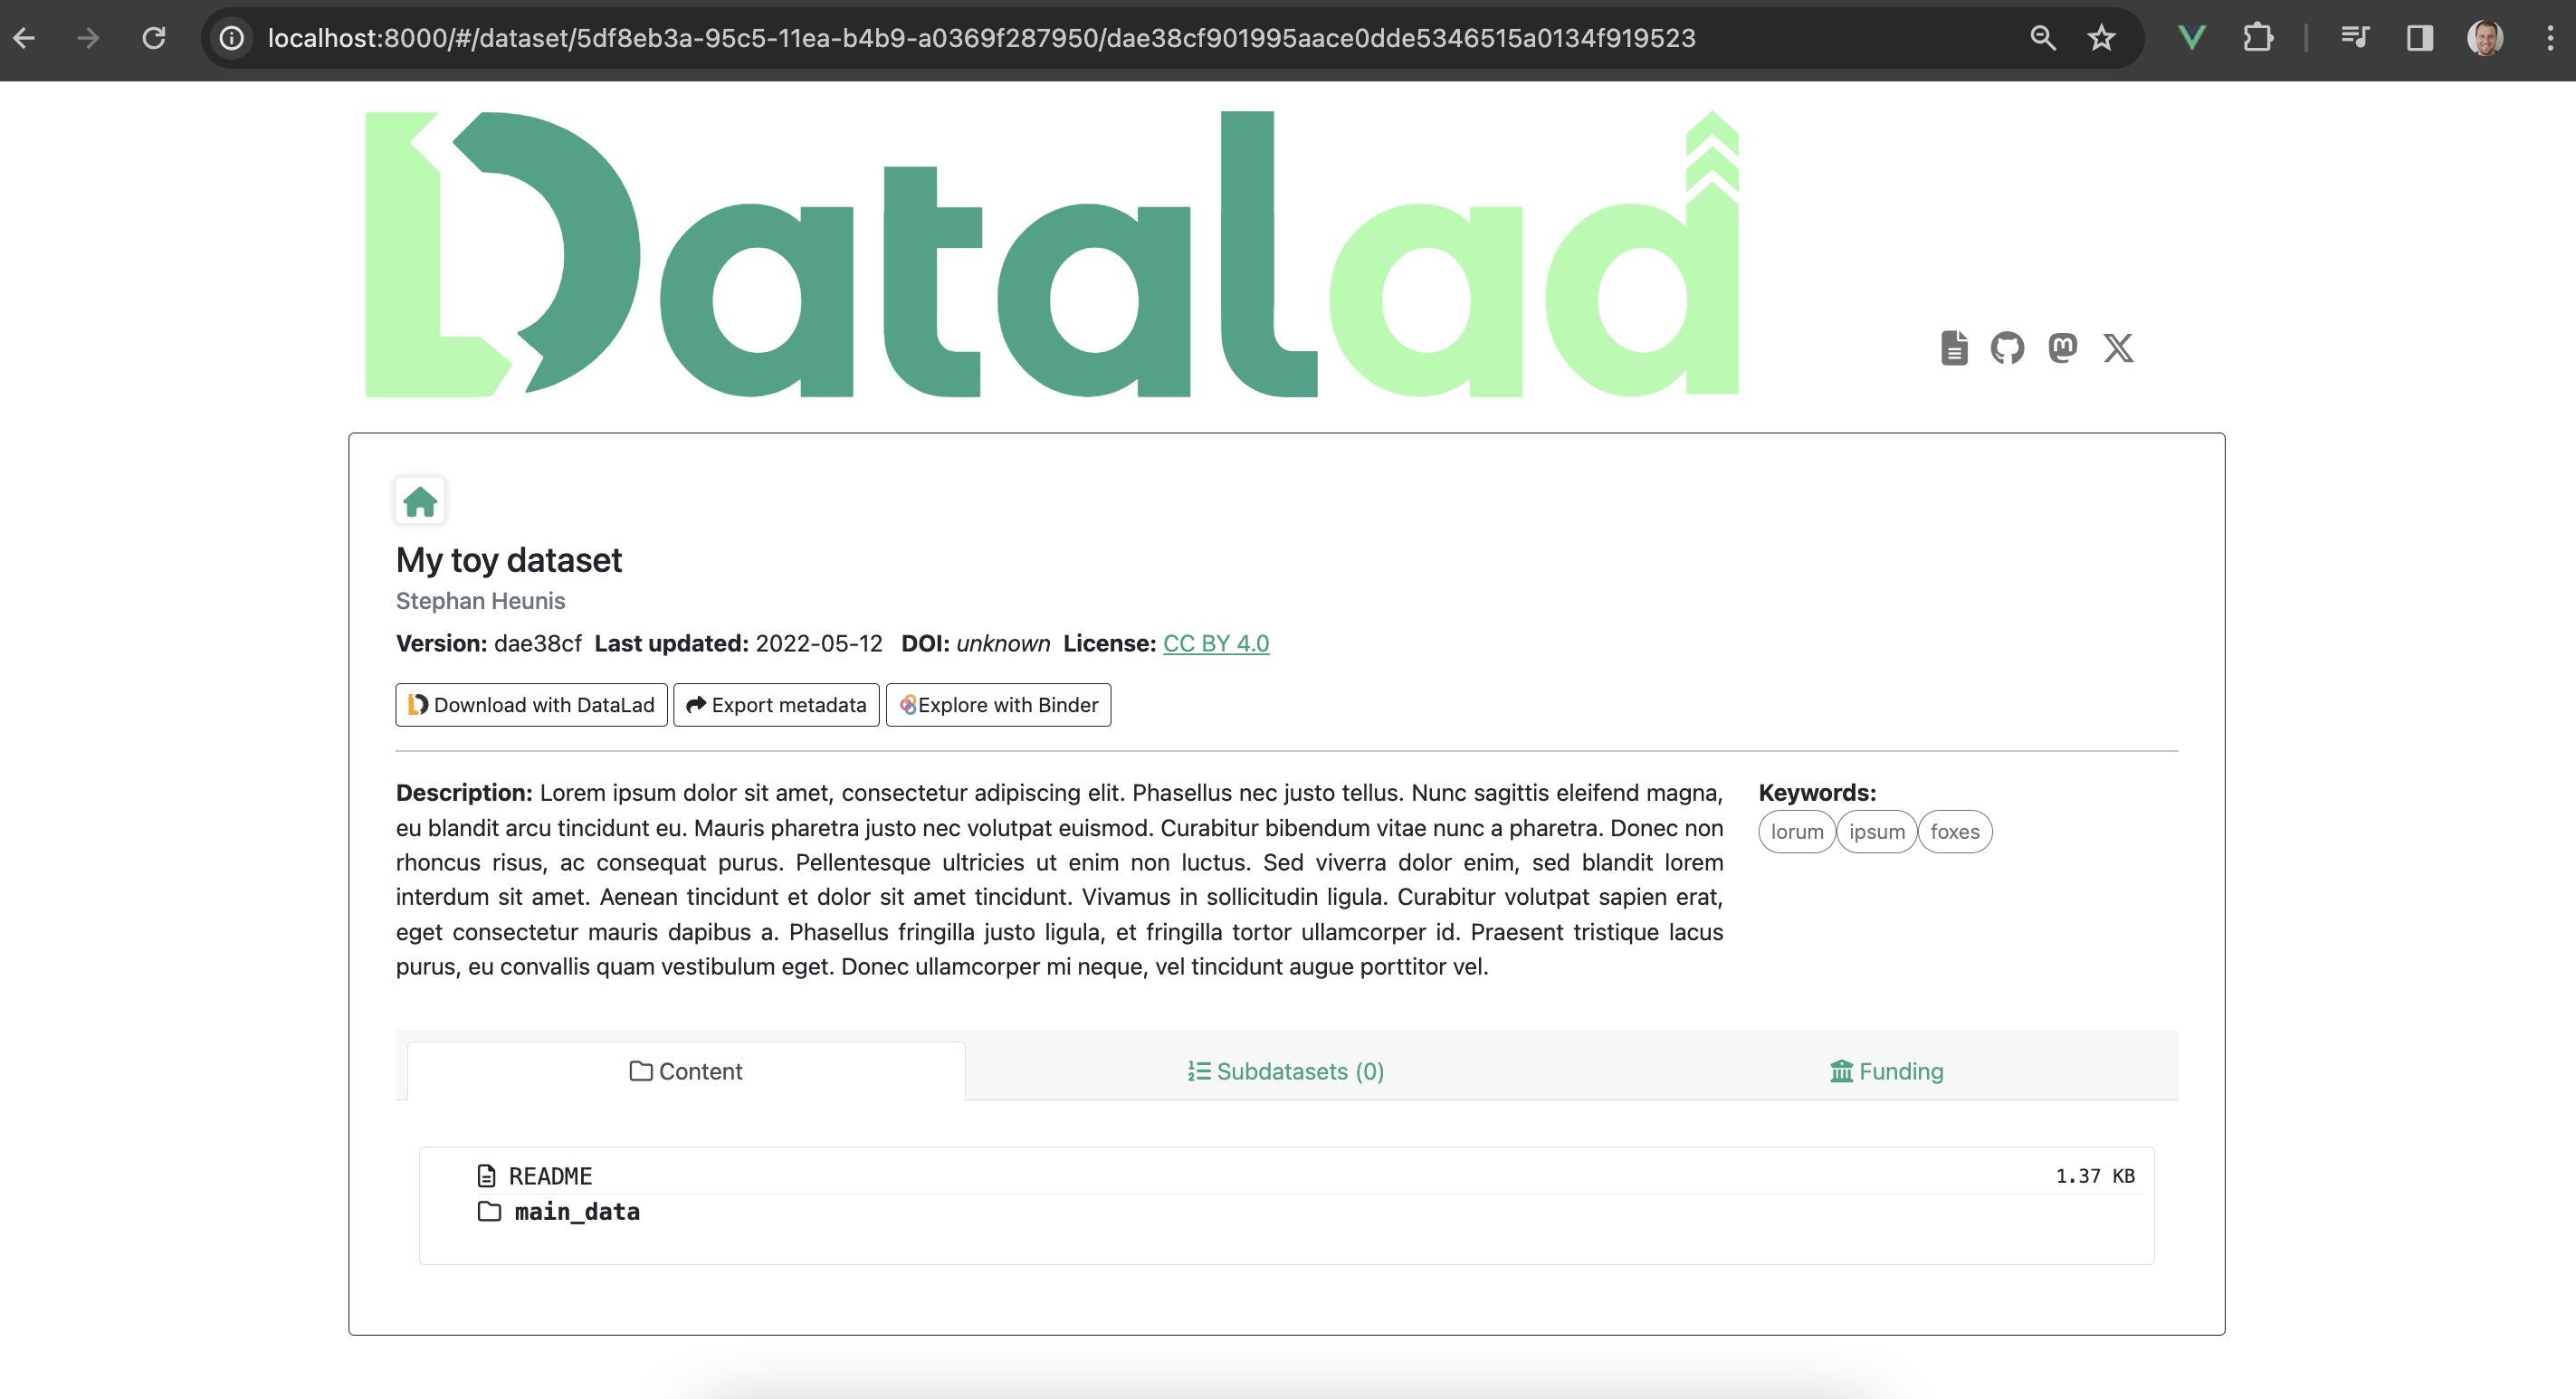 localhost:8000/#/dataset/5df8eb3a-95c5-11ea-b4b9-a0369f287950/dae38cf901995aace0dde5346515a0134f919523
Datalad
My toy dataset
Stephan Heunis
Version: dae38cf Last updated: 2022-05-12 DOI: unknown License: CC BY 4.0
Download with DataLad Export metadata Explore with Binder
Description: Lorem ipsum dolor sit amet, consectetur adipiscing elit. Phasellus nec justo tellus. Nunc sagittis eleifend magna,
eu blandit arcu tincidunt eu. Mauris pharetra justo nec volutpat euismod. Curabitur bibendum vitae nunc a pharetra. Donec non
rhoncus risus, ac consequat purus. Pellentesque ultricies ut enim non luctus. Sed viverra dolor enim, sed blandit lorem
interdum sit amet. Aenean tincidunt et dolor sit amet tincidunt. Vivamus in sollicitudin ligula. Curabitur volutpat sapien erat,
eget consectetur mauris dapibus a. Phasellus fringilla justo ligula, et fringilla tortor ullamcorper id. Praesent tristique lacus
purus, eu convallis quam vestibulum eget. Donec ullamcorper mi neque, vel tincidunt augue porttitor vel.
Keywords:
lorum ipsum foxes
Content Subdatasets (0) Funding
README 1.37 KB
main_data